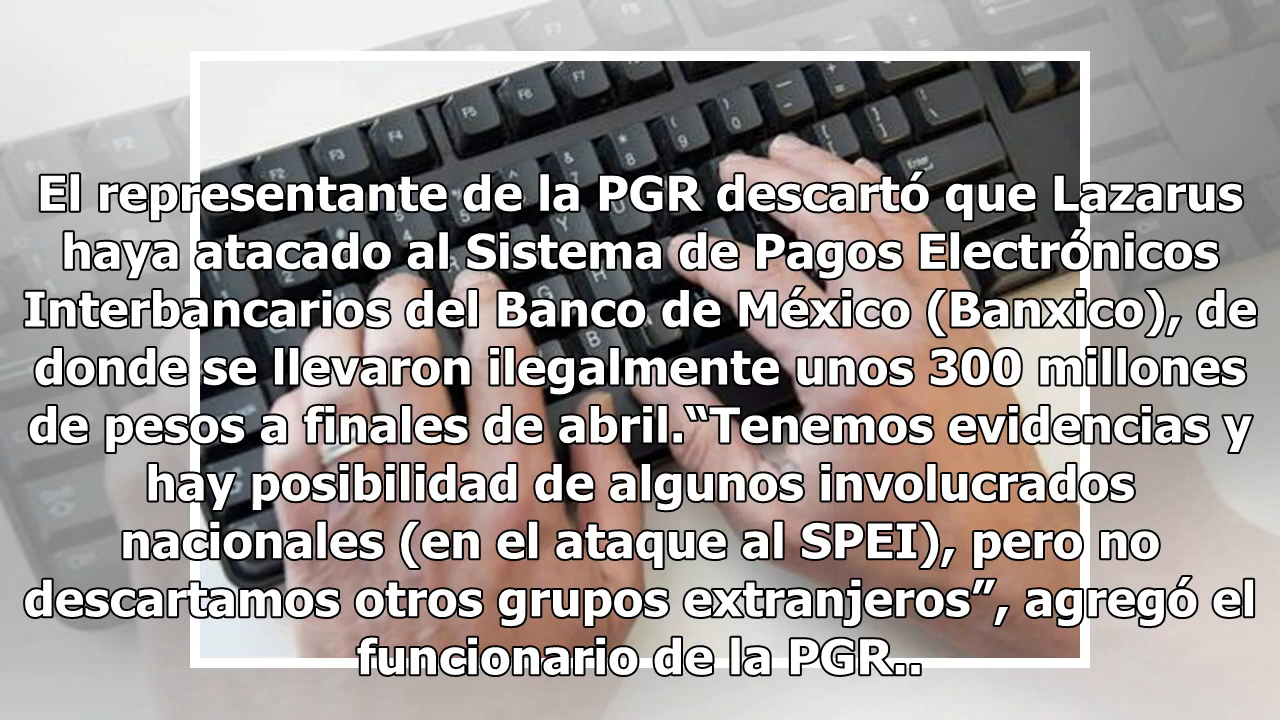 El representante de la PGR descartó que Lazarus
haya atacado al Sistema de Pagos Electrónicos
Interbancarios del Banco de México (Banxico), de
donde se llevaron ilegalmente unos 300 millones
de pesos a finales de abril.“Tenemos evidencias y
hay posibilidad de algunos involucrados
nacionales (en el ataque al SPEI), pero no
descartamos otros grupos extranjeros”, agregó el
funcionario de la PGR..